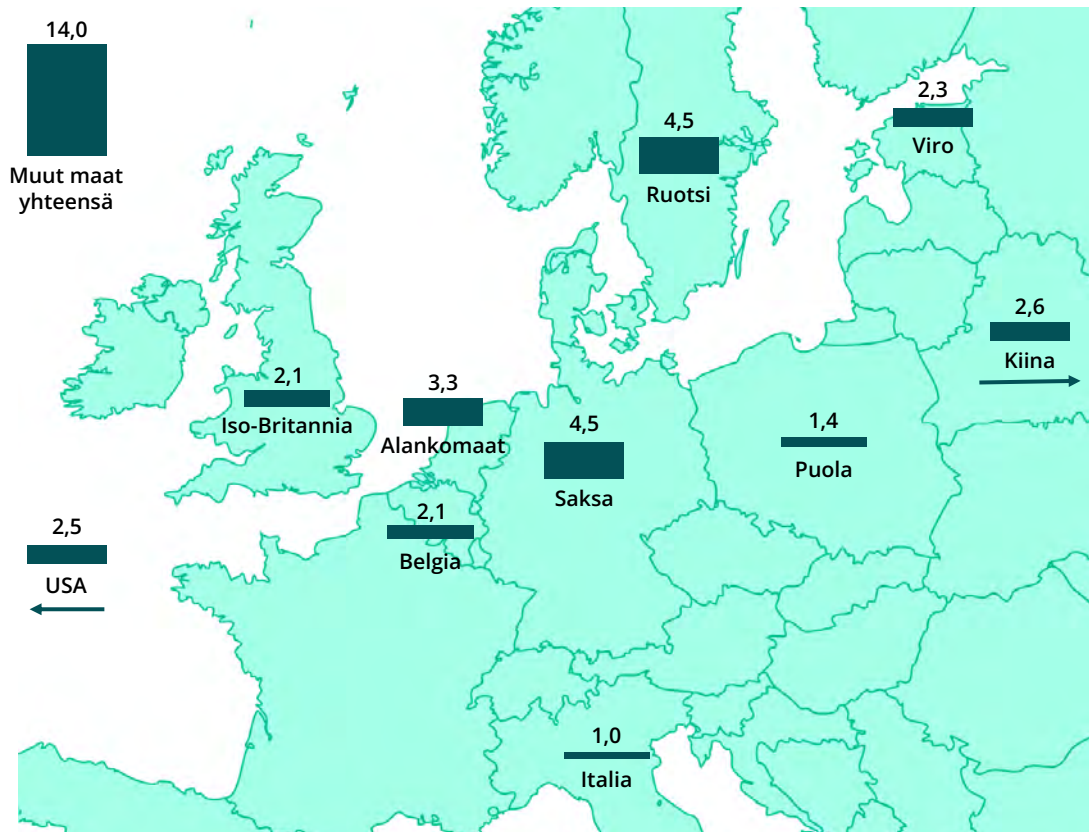 14,0
Muut maat
yhteensä
4,5
Ruotsi
2,3
Viro
2,6
Kiina
2,1
Iso-Britannia
3,3
Alankomaat
4,5
Saksa
1,4
Puola
2,5
USA
2,1
Belgia
1,0
Italia